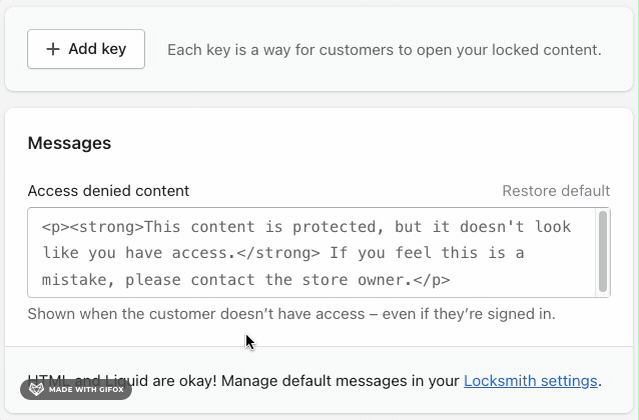 + Add key
Each key is a way for customers to open your locked content.
Messages
Access denied content
Restore default
<p><strong>This content is protected, but it doesn't look
like you have access.</strong> If you feel this is a
mistake, please contact the store owner.</p>
Shown when the customer doesn’t have access – even if they’re signed in.
HTML and Liquid are okay! Manage default messages in your Locksmith settings.
MADE WITH GIFOX